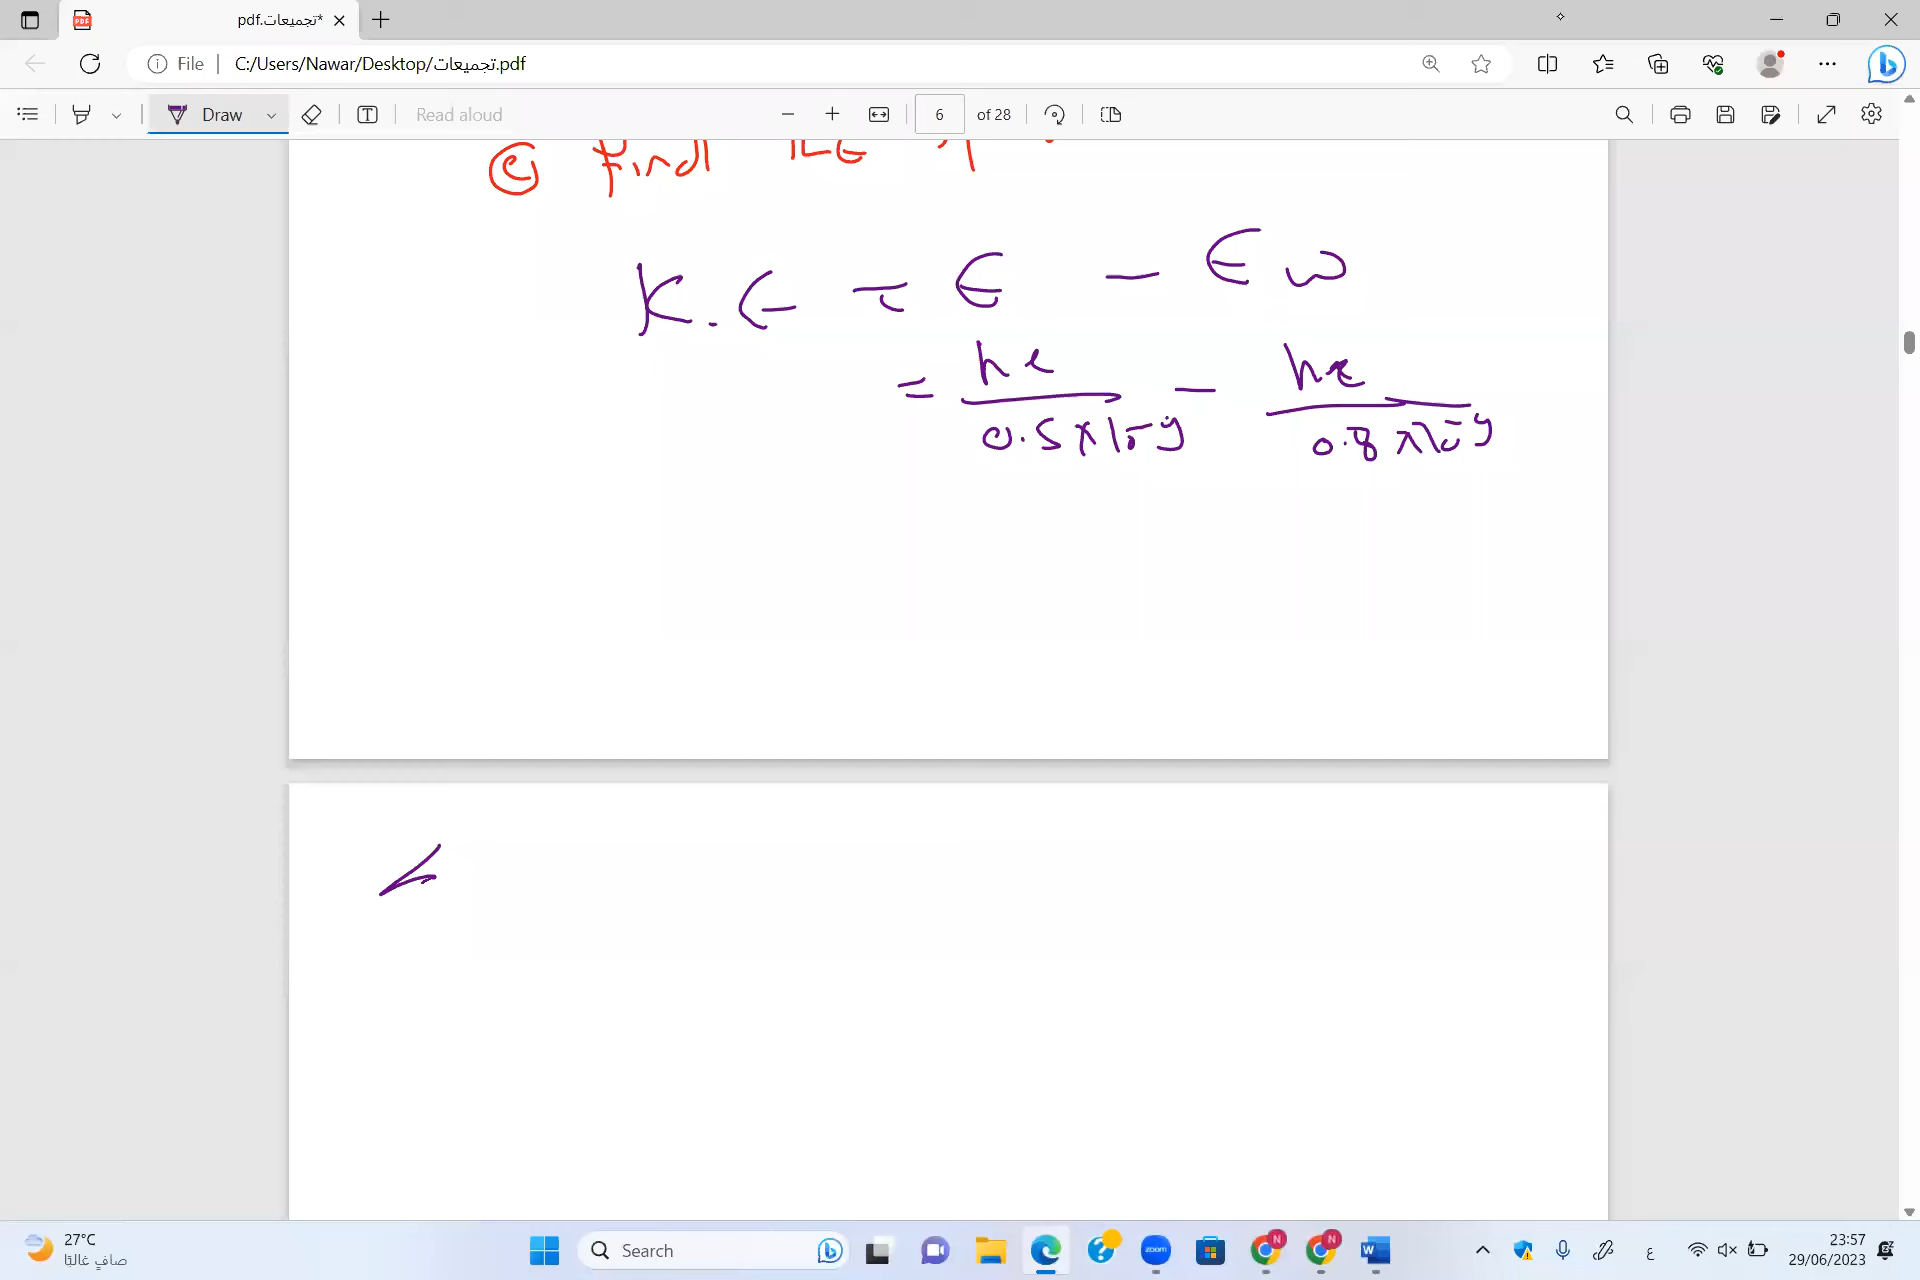 تجميعات.pdf*
File
C:/Users/Nawar/Desktop/تجميعات.pdf
Draw
Read aloud
6
of 28
© find
K.E = E - Ew
= hc / 0.5 x 10^-9 - hc / 0.8 x 10^-9
27°C
صافٍ غالبًا
Search
zoom
N
N
W
ع
23:57
29/06/2023